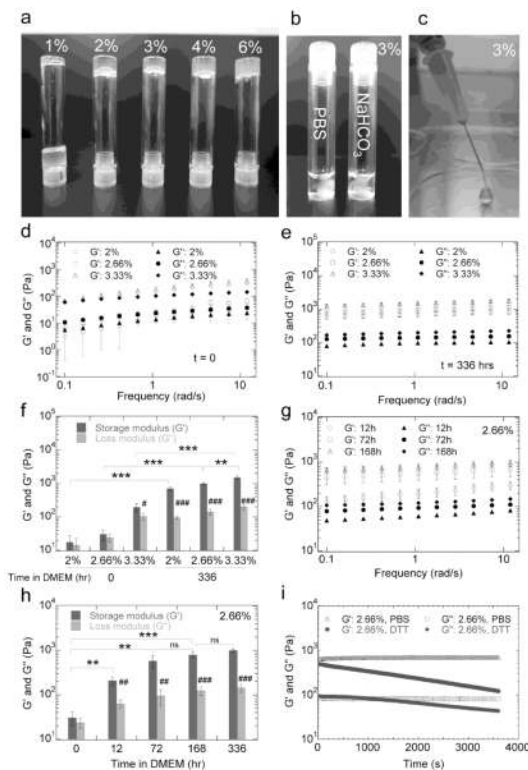 a
1% 2% 3% 4% 6%
b
3%
PBS
NaHCO3
c
3%
d
G': 2% G'': 2%
G': 2.66% G'': 2.66%
G': 3.33% G'': 3.33%
G' and G'' (Pa)
10^4
10^3
10^2
10^1
10^0
10^-1
t = 0
0.1 1 10
Frequency (rad/s)
e
G': 2% G'': 2%
G': 2.66% G'': 2.66%
G': 3.33% G'': 3.33%
G' and G'' (Pa)
10^5
10^4
10^3
10^2
10^1
10^0
t = 336 hrs
0.1 1 10
Frequency (rad/s)
f
Storage modulus (G')
Loss modulus (G'')
G' and G'' (Pa)
10^4
10^3
10^2
10^1
***
*** **
***
# ### ### ###
2% 2.66% 3.33% 2% 2.66% 3.33%
Time in DMEM (hr) 0 336
g
G': 12h G'': 12h
G': 72h G'': 72h
G': 168h G'': 168h
2.66%
G' and G'' (Pa)
10^4
10^3
10^2
10^1
10^0
0.1 1 10
Frequency (rad/s)
h
Storage modulus (G')
Loss modulus (G'')
2.66%
G' and G'' (Pa)
10^4
10^3
10^2
10^1
***
** ns
** ns
## ## ### ###
0 12 72 168 336
Time in DMEM (hr)
i
G': 2.66%, PBS G'': 2.66%, PBS
G': 2.66%, DTT G'': 2.66%, DTT
G' and G'' (Pa)
10^3
10^2
10^1
0 1000 2000 3000 4000
Time (s)